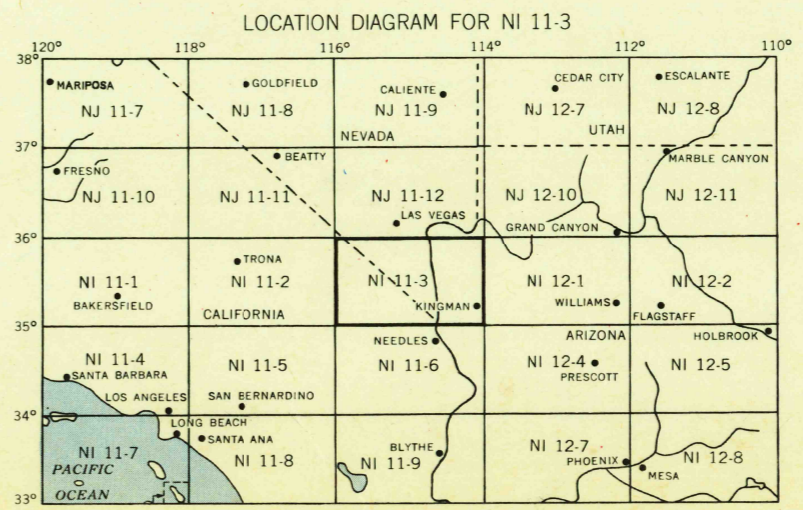 LOCATION DIAGRAM FOR NI 11-3
120° 118° 116° 114° 112° 110°
38°
MARIPOSA
GOLDFIELD
CALIENTE
CEDAR CITY
ESCALANTE
NJ 11-7
NJ 11-8
NJ 11-9
NJ 12-7
NJ 12-8
NEVADA
UTAH
37°
BEATTY
MARBLE CANYON
FRESNO
NJ 11-10
NJ 11-11
NJ 11-12
NJ 12-10
NJ 12-11
LAS VEGAS
GRAND CANYON
36°
TRONA
NI 11-1
NI 11-2
NI 11-3
NI 12-1
NI 12-2
BAKERSFIELD
KINGMAN
WILLIAMS
FLAGSTAFF
CALIFORNIA
35°
NEEDLES
ARIZONA
HOLBROOK
NI 11-4
NI 11-5
NI 11-6
NI 12-4
NI 12-5
SANTA BARBARA
PRESCOTT
LOS ANGELES
SAN BERNARDINO
34°
LONG BEACH
SANTA ANA
BLYTHE
NI 11-7
NI 11-8
NI 11-9
NI 12-7
NI 12-8
PHOENIX
MESA
PACIFIC
OCEAN
33°